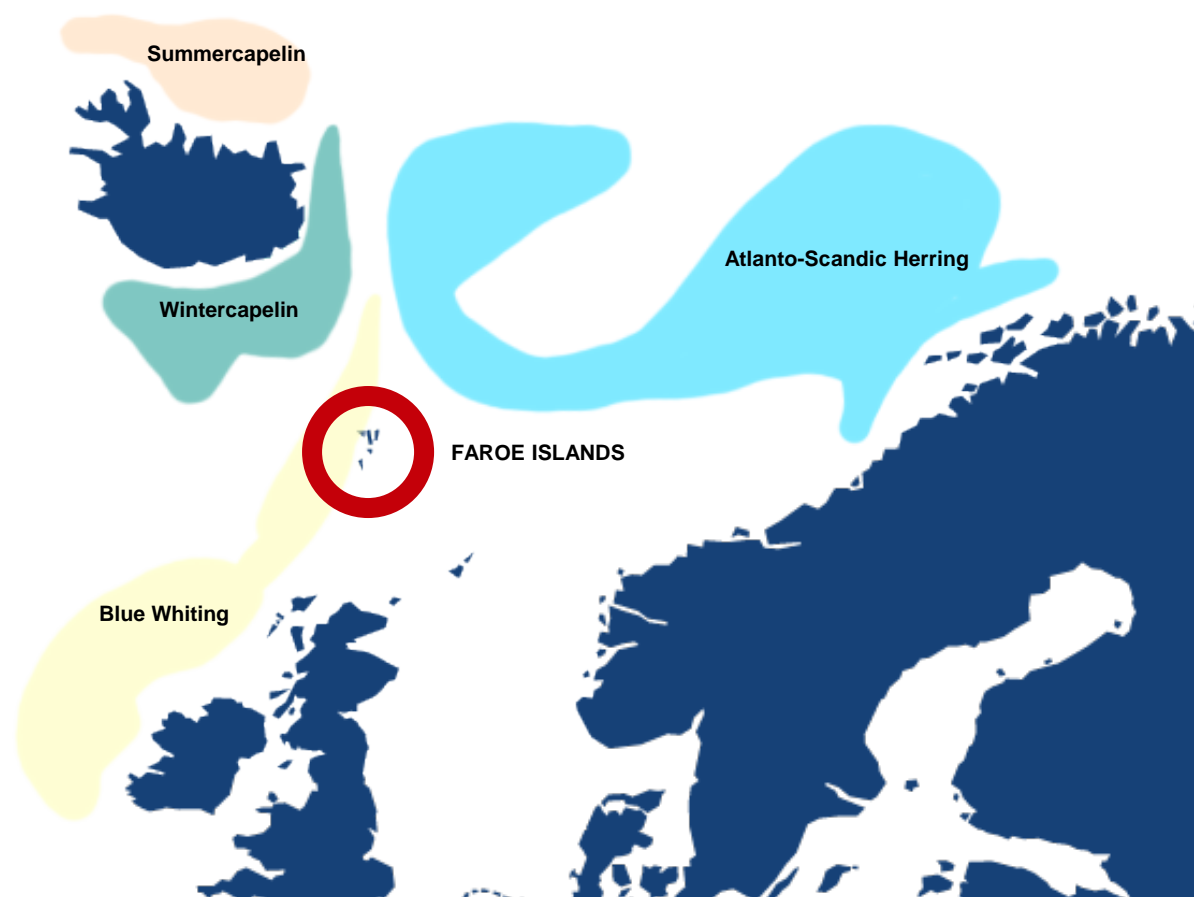 Summercapelin
Atlanto-Scandic Herring
Wintercapelin
FAROE ISLANDS
Blue Whiting